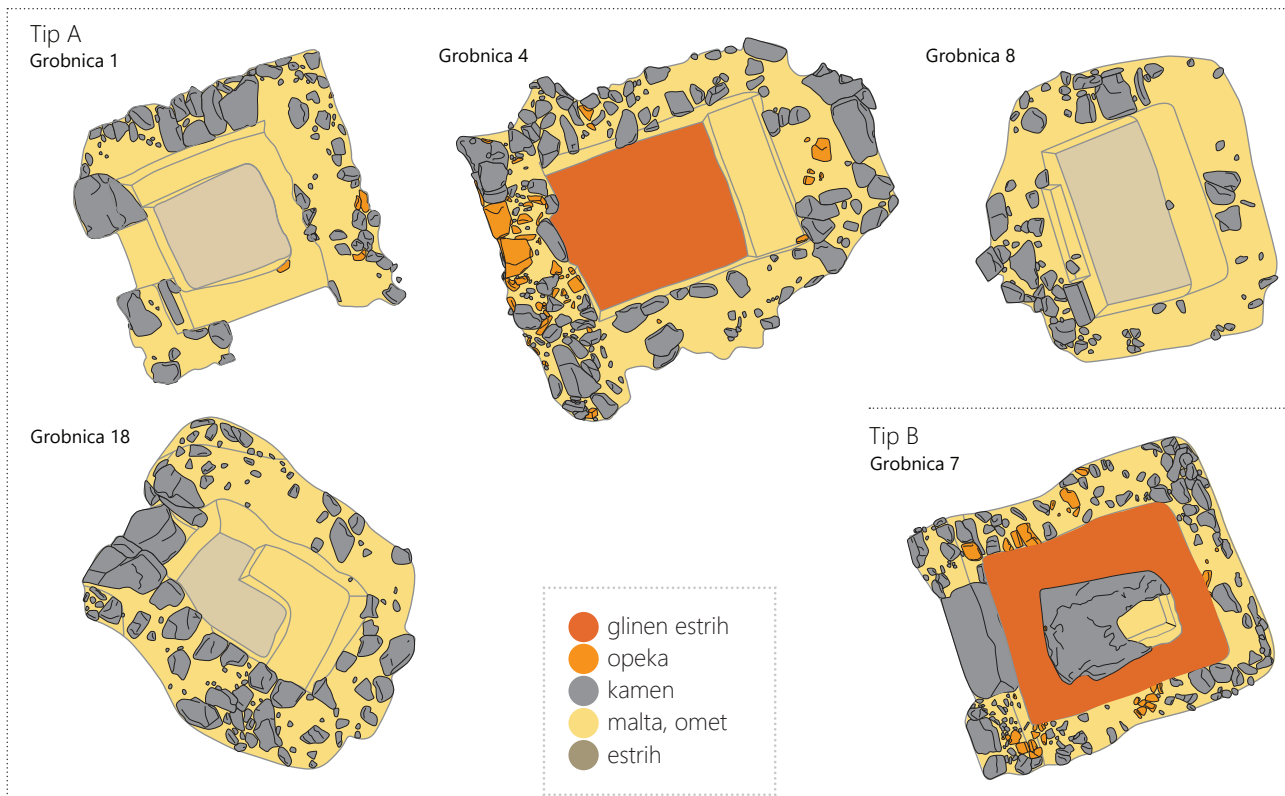 Tip A
Grobnica 1
Grobnica 4
Grobnica 8
Grobnica 18
Tip B
Grobnica 7
glinen estrih
opeka
kamen
malta, omet
estrih